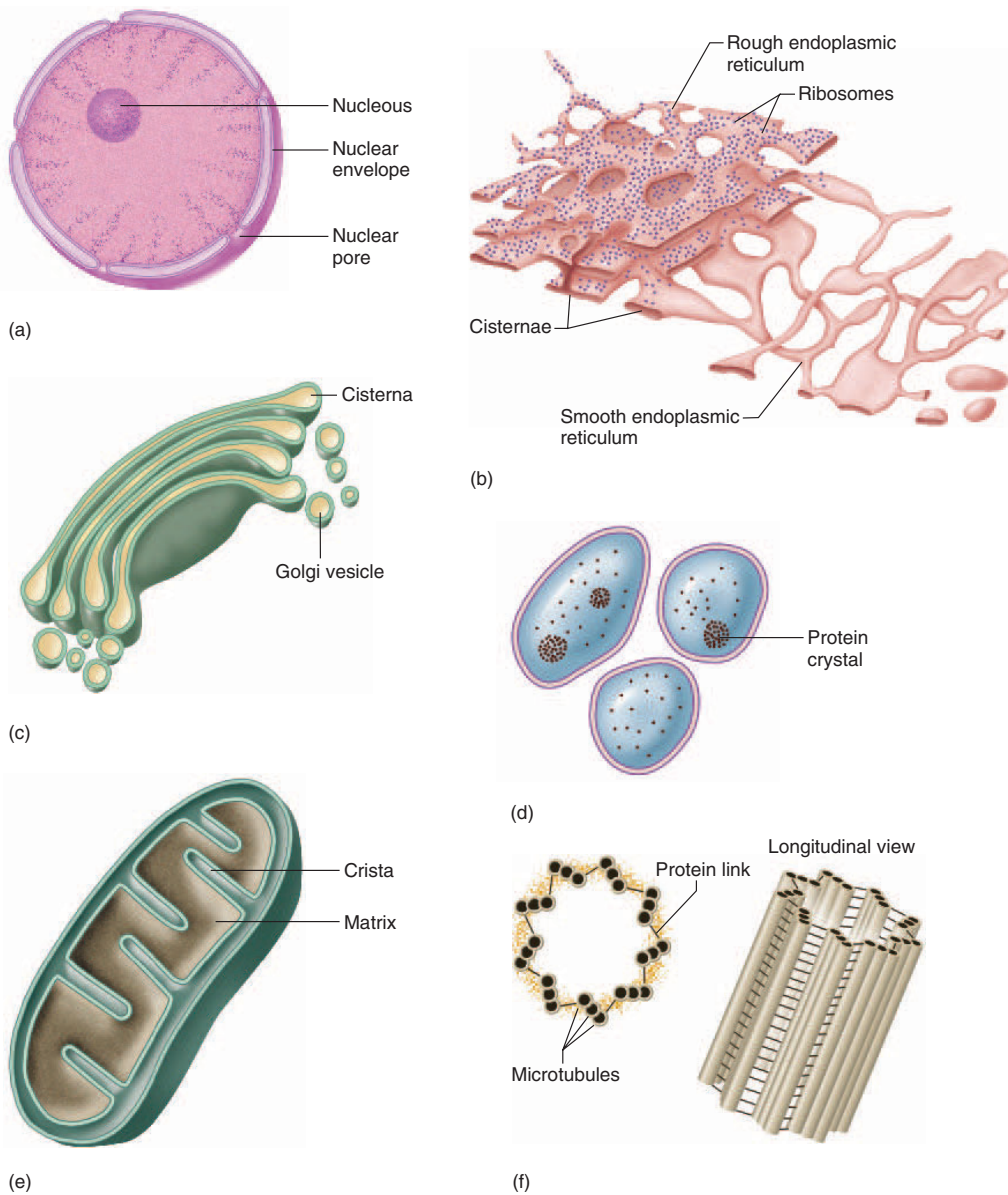 Nucleous
Nuclear
envelope
Nuclear
pore
(a)
Rough endoplasmic
reticulum
Ribosomes
Cisternae
Smooth endoplasmic
reticulum
(b)
Cisterna
Golgi vesicle
(c)
Protein
crystal
(d)
Crista
Matrix
(e)
Protein link
Longitudinal view
Microtubules
(f)